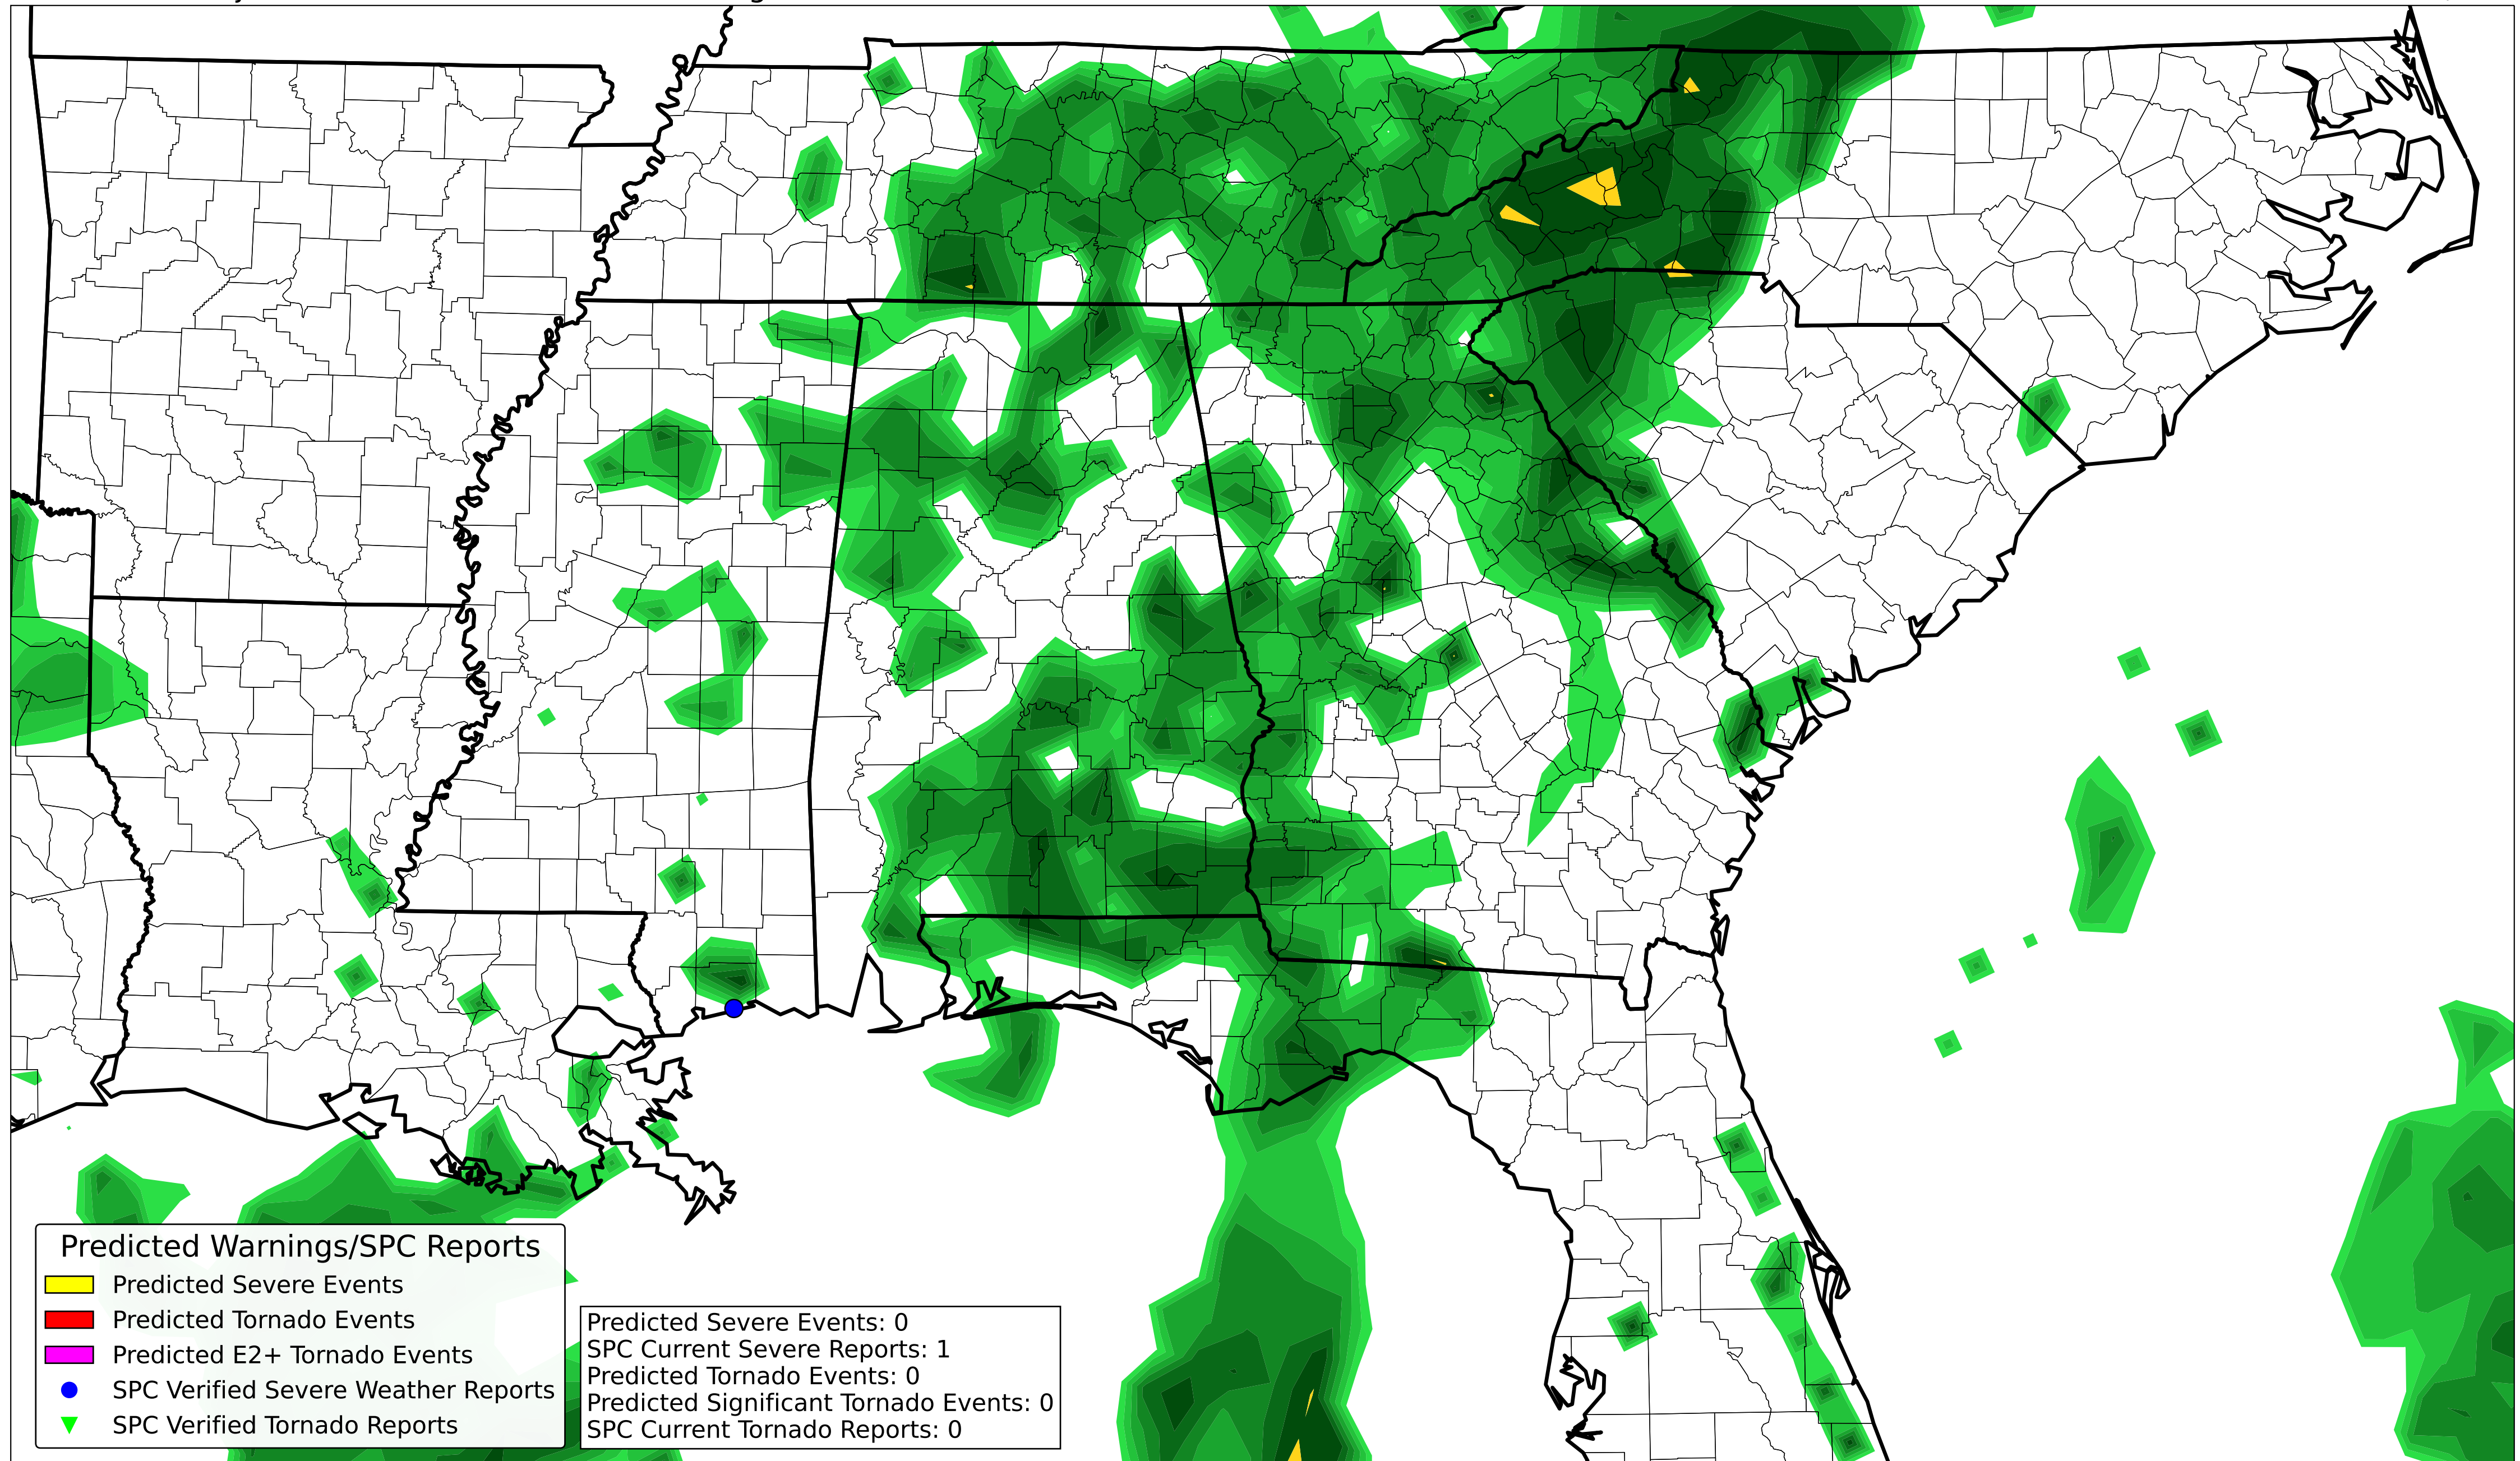 Predicted Warnings/SPC Reports
Predicted Severe Events
Predicted Tornado Events
Predicted E2+ Tornado Events
SPC Verified Severe Weather Reports
SPC Verified Tornado Reports
Predicted Severe Events: 0
SPC Current Severe Reports: 1
Predicted Tornado Events: 0
Predicted Significant Tornado Events: 0
SPC Current Tornado Reports: 0